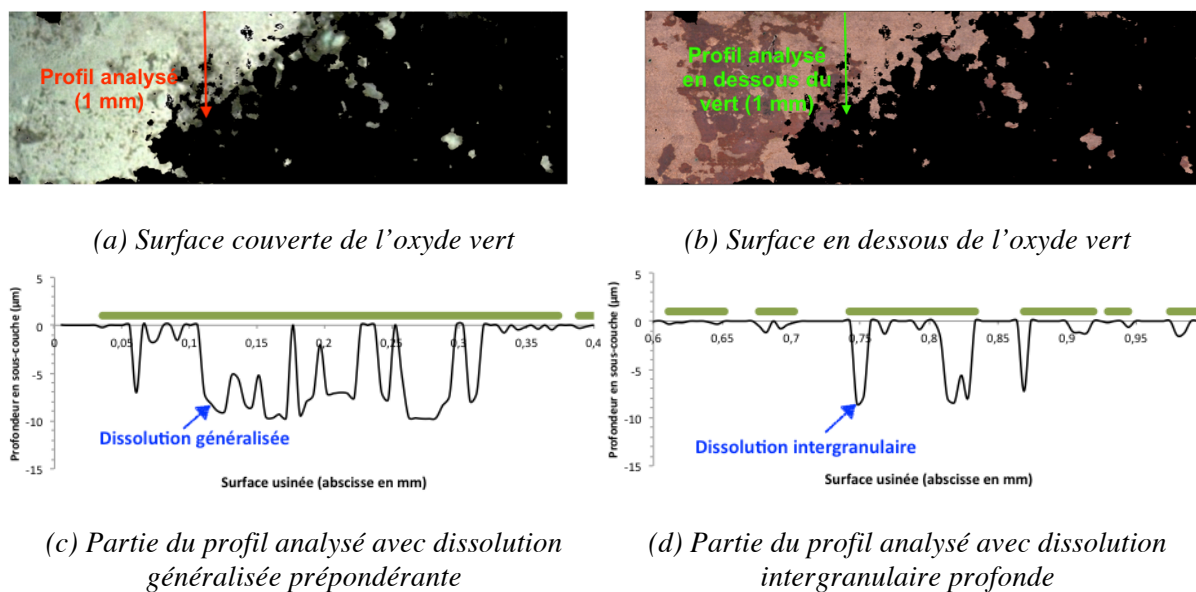 Profil analysé
(1 mm)
Profil analysé
en dessous du
vert (1 mm)
(a) Surface couverte de l'oxyde vert
(b) Surface en dessous de l'oxyde vert
Profondeur en sous-couche (µm)
5
0
-5
-10
-15
0
0,05
0,1
0,15
0,2
0,25
0,3
0,35
0,4
Dissolution généralisée
Surface usinée (abscisse en mm)
Profondeur en sous-couche (µm)
5
0
-5
-10
-15
0,6
0,65
0,7
0,75
0,8
0,85
0,9
0,95
Dissolution intergranulaire
Surface usinée (abscisse en mm)
(c) Partie du profil analysé avec dissolution
généralisée prépondérante
(d) Partie du profil analysé avec dissolution
intergranulaire profonde